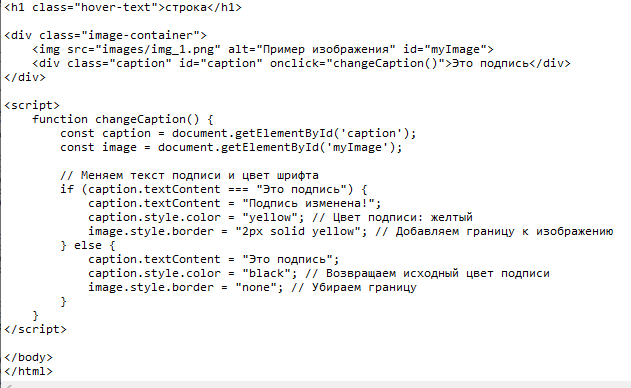 <h1 class="hover-text">строка</h1>
<div class="image-container">
<img src="images/img_1.png" alt="Пример изображения" id="myImage">
<div class="caption" id="caption" onclick="changeCaption()">Это подпись</div>
</div>
<script>
function changeCaption() {
const caption = document.getElementById('caption');
const image = document.getElementById('myImage');
// Меняем текст подписи и цвет шрифта
if (caption.textContent === "Это подпись") {
caption.textContent = "Подпись изменена!";
caption.style.color = "yellow"; // Цвет подписи: желтый
image.style.border = "2px solid yellow"; // Добавляем границу к изображению
} else {
caption.textContent = "Это подпись";
caption.style.color = "black"; // Возвращаем исходный цвет подписи
image.style.border = "none"; // Убираем границу
}
}
</script>
</body>
</html>